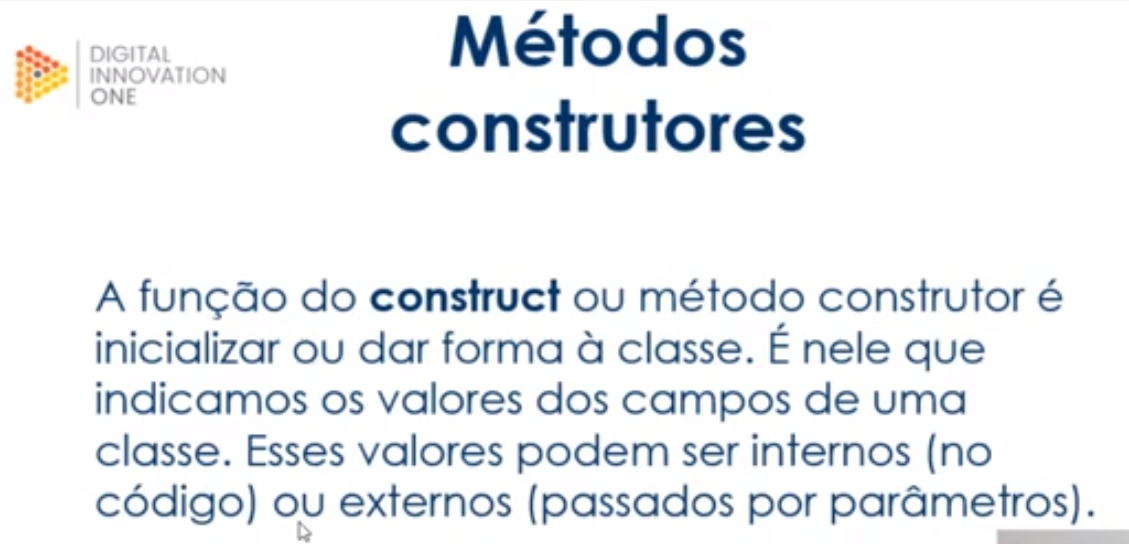 DIGITAL
INNOVATION
ONE
Métodos
construtores
A função do construct ou método construtor é
inicializar ou dar forma à classe. É nele que
indicamos os valores dos campos de uma
classe. Esses valores podem ser internos (no
código) ou externos (passados por parâmetros).